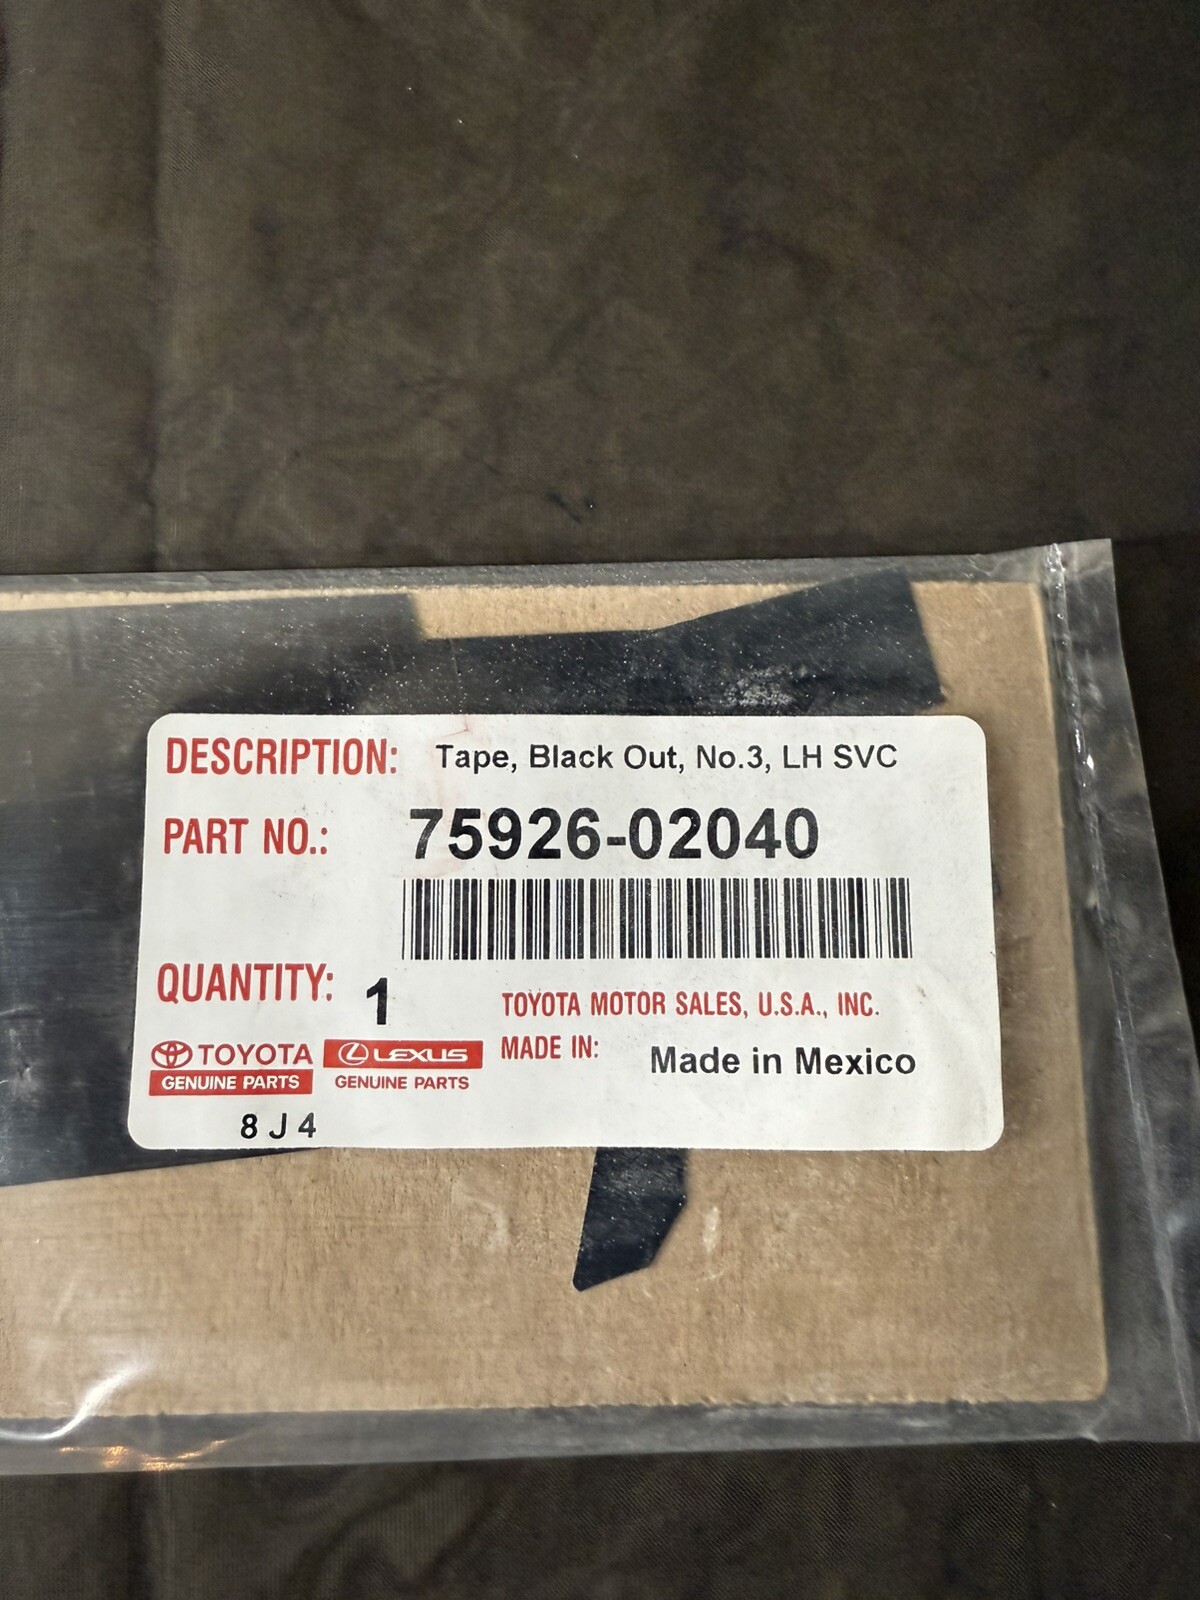 DESCRIPTION: Tape, Black Out, No.3, LH SVC
PART NO.: 75926-02040
QUANTITY: 1
TOYOTA MOTOR SALES, U.S.A., INC.
MADE IN: Made in Mexico
TOYOTA
GENUINE PARTS
LEXUS
GENUINE PARTS
8 J 4